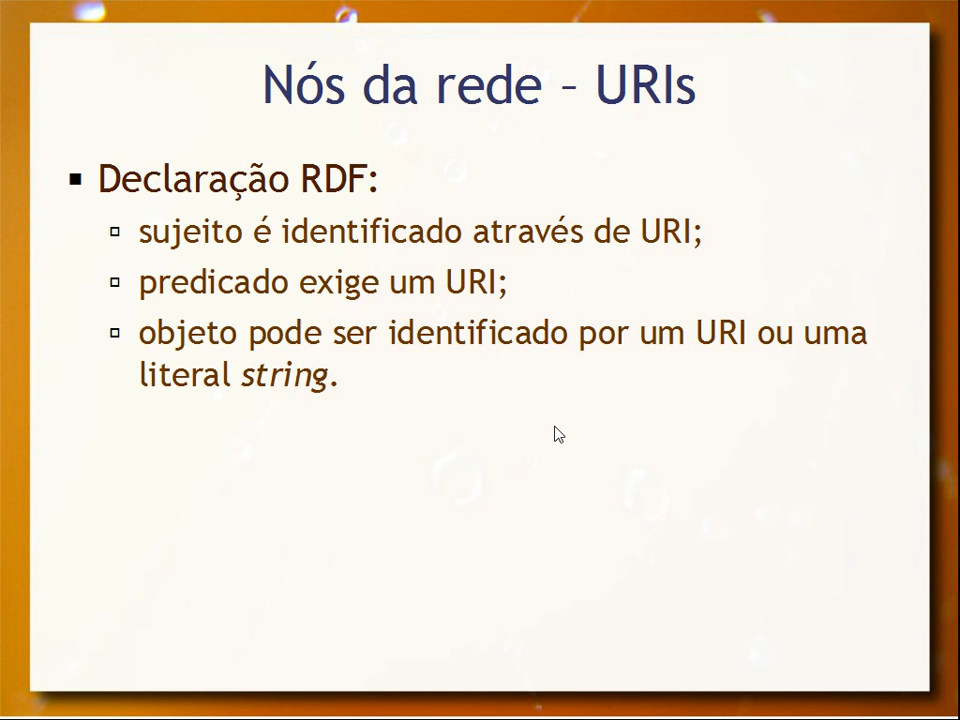 Nós da rede – URIs
Declaração RDF:
sujeito é identificado através de URI;
predicado exige um URI;
objeto pode ser identificado por um URI ou uma
literal string.